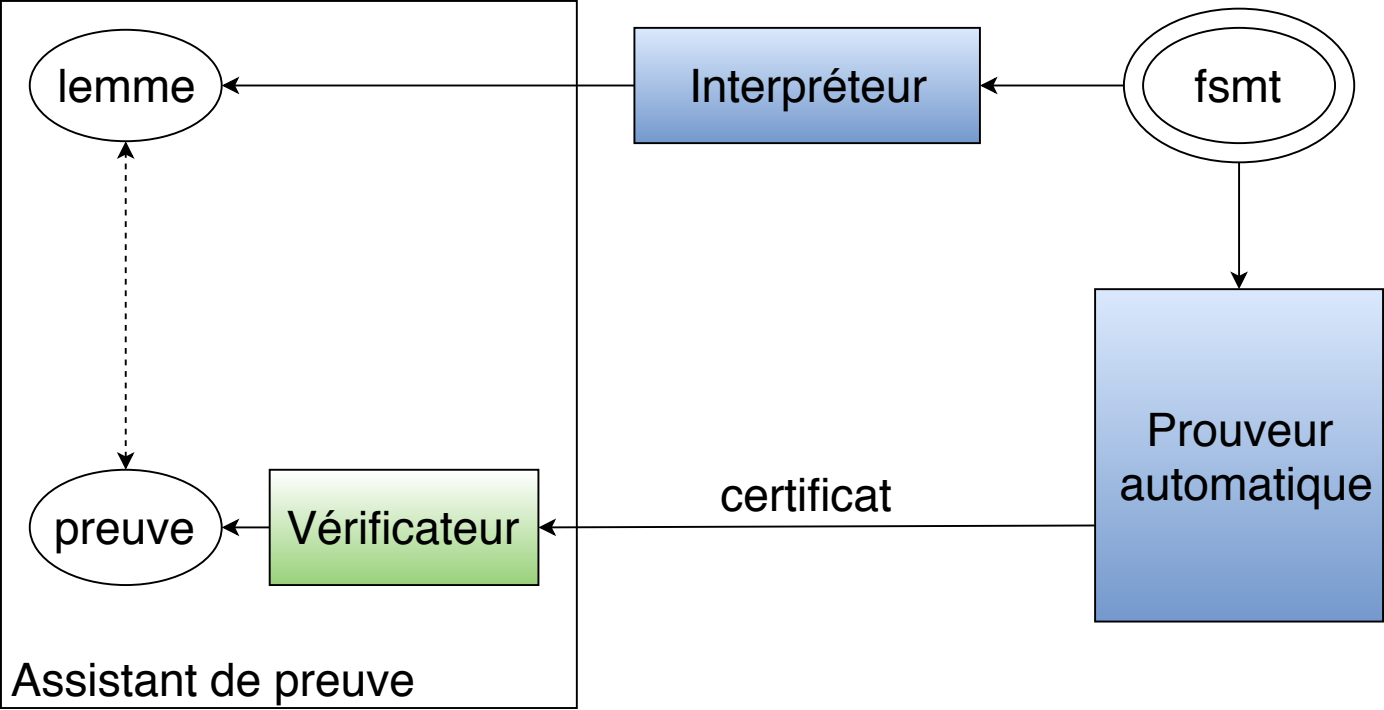 lemme
Interpréteur
fsmt
Prouveur
automatique
certificat
preuve
Vérificateur
Assistant de preuve